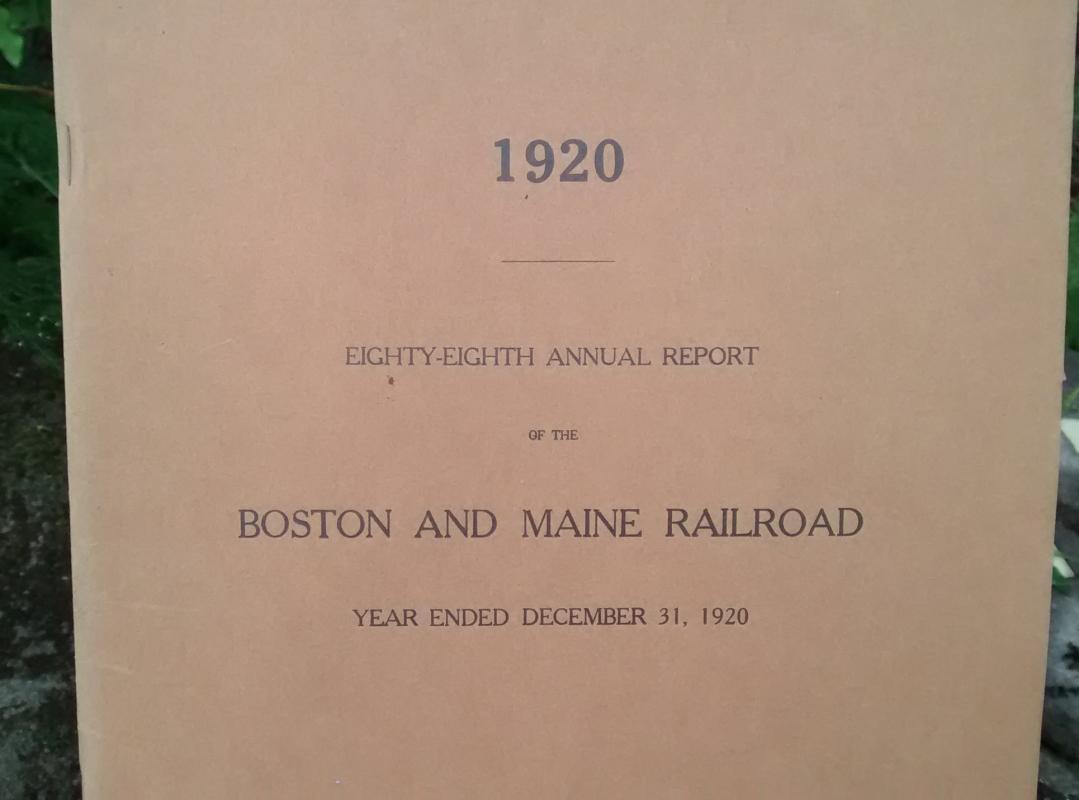 1920
EIGHTY-EIGHTH ANNUAL REPORT
OF THE
BOSTON AND MAINE RAILROAD
YEAR ENDED DECEMBER 31, 1920